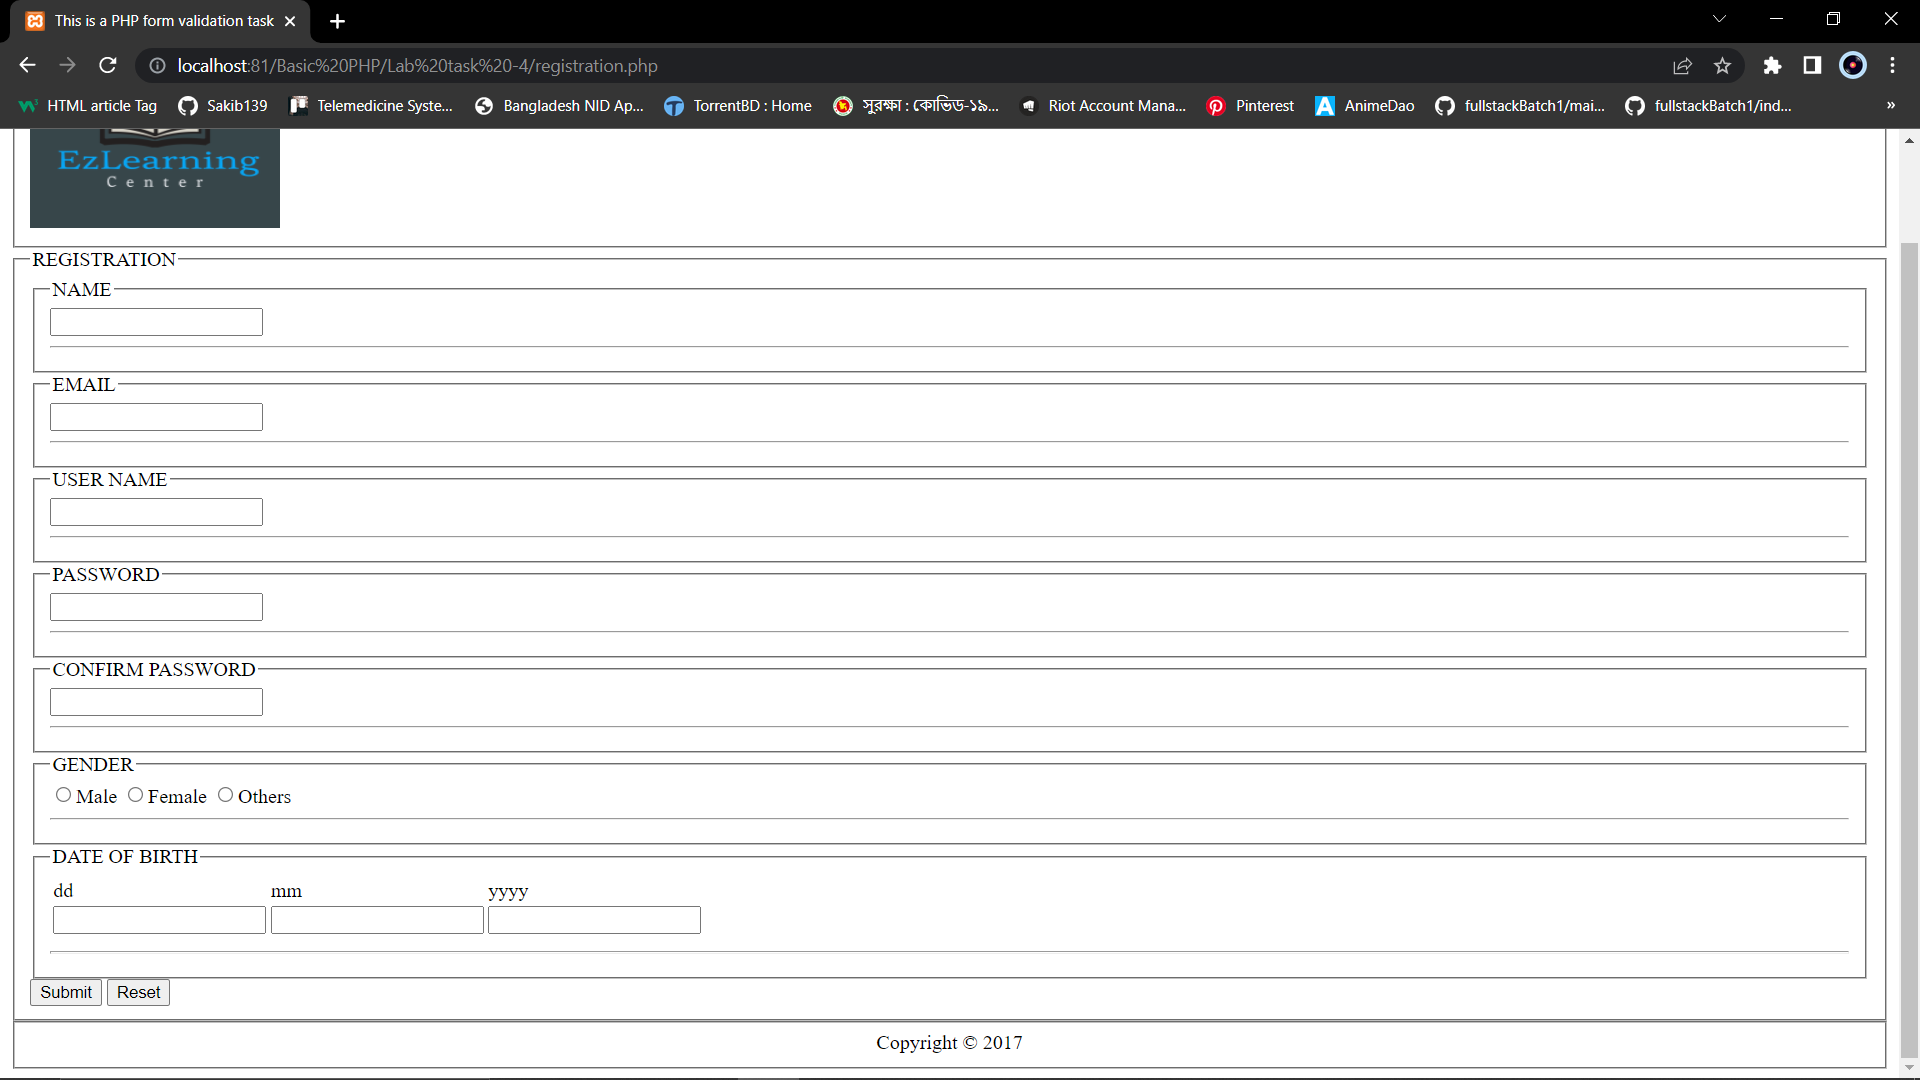 This is a PHP form validation task
localhost:81/Basic%20PHP/Lab%20task%20-4/registration.php
HTML article Tag Sakib139 Telemedicine Syste... Bangladesh NID Ap... TorrentBD : Home সুরক্ষা : কোভিড-১৯... Riot Account Mana... Pinterest AnimeDao fullstackBatch1/mai... fullstackBatch1/ind... »
EzLearning
Center
REGISTRATION
NAME
EMAIL
USER NAME
PASSWORD
CONFIRM PASSWORD
GENDER
Male Female Others
DATE OF BIRTH
dd mm yyyy
Submit Reset
Copyright © 2017